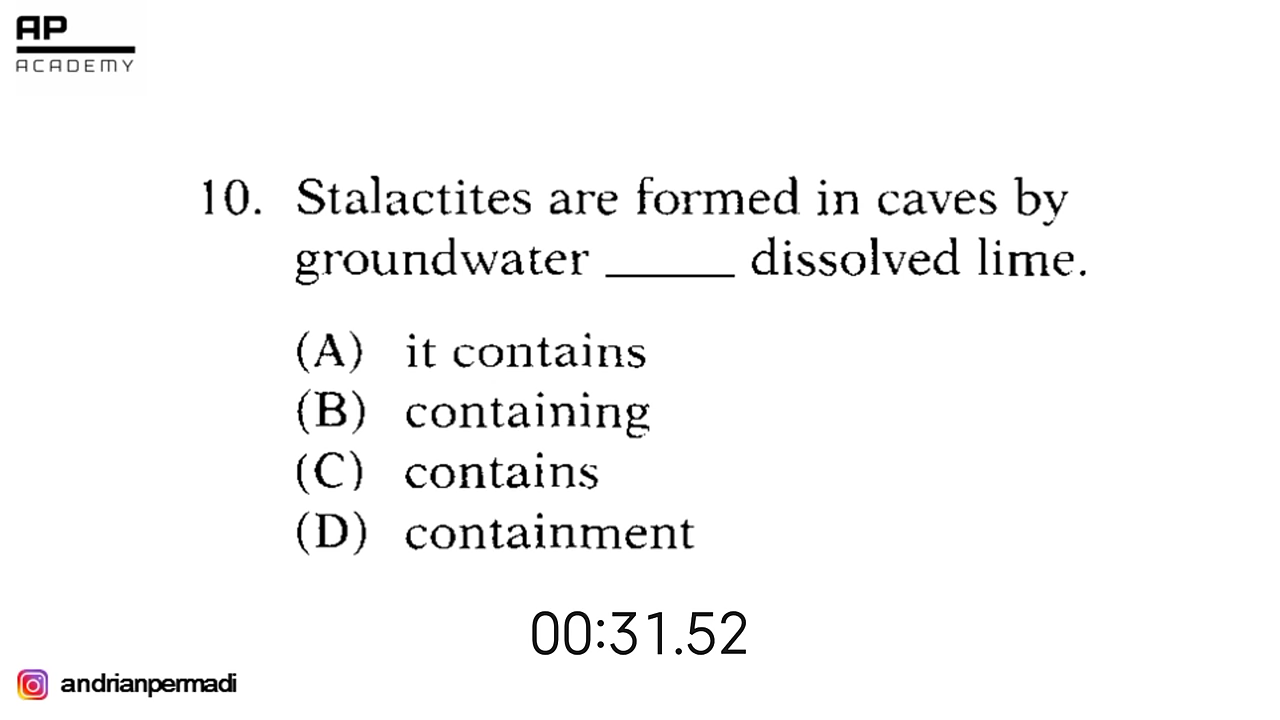 AP
ACADEMY
10. Stalactites are formed in caves by
groundwater _____ dissolved lime.
(A) it contains
(B) containing
(C) contains
(D) containment
00:31.52
andrianpermadi